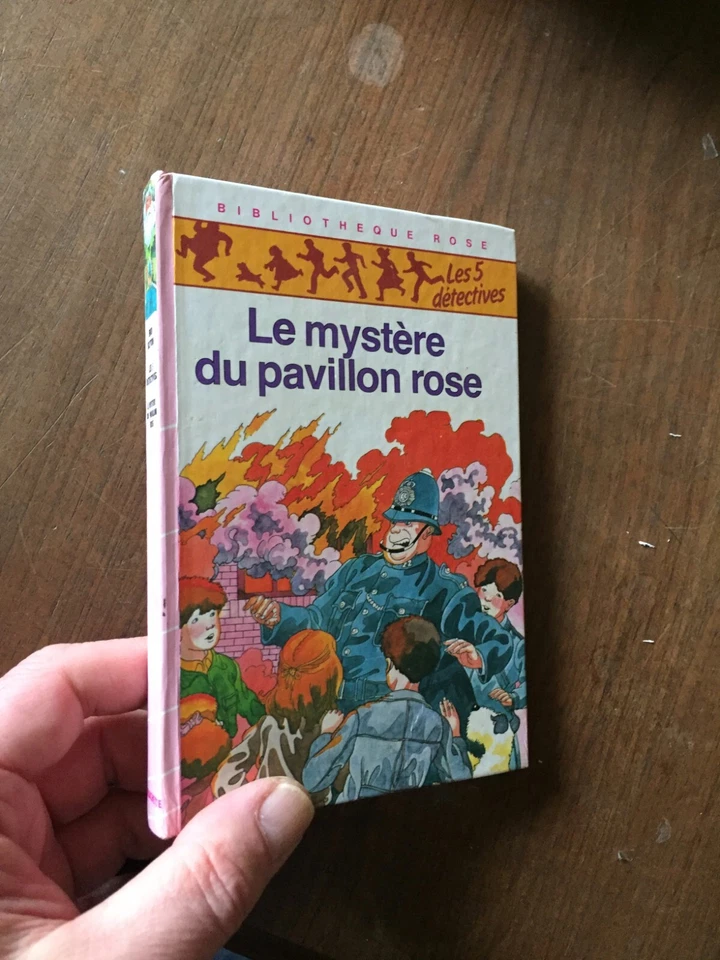 BIBLIOTHEQUE ROSE
Les 5
détectives
Le mystère
du pavillon rose